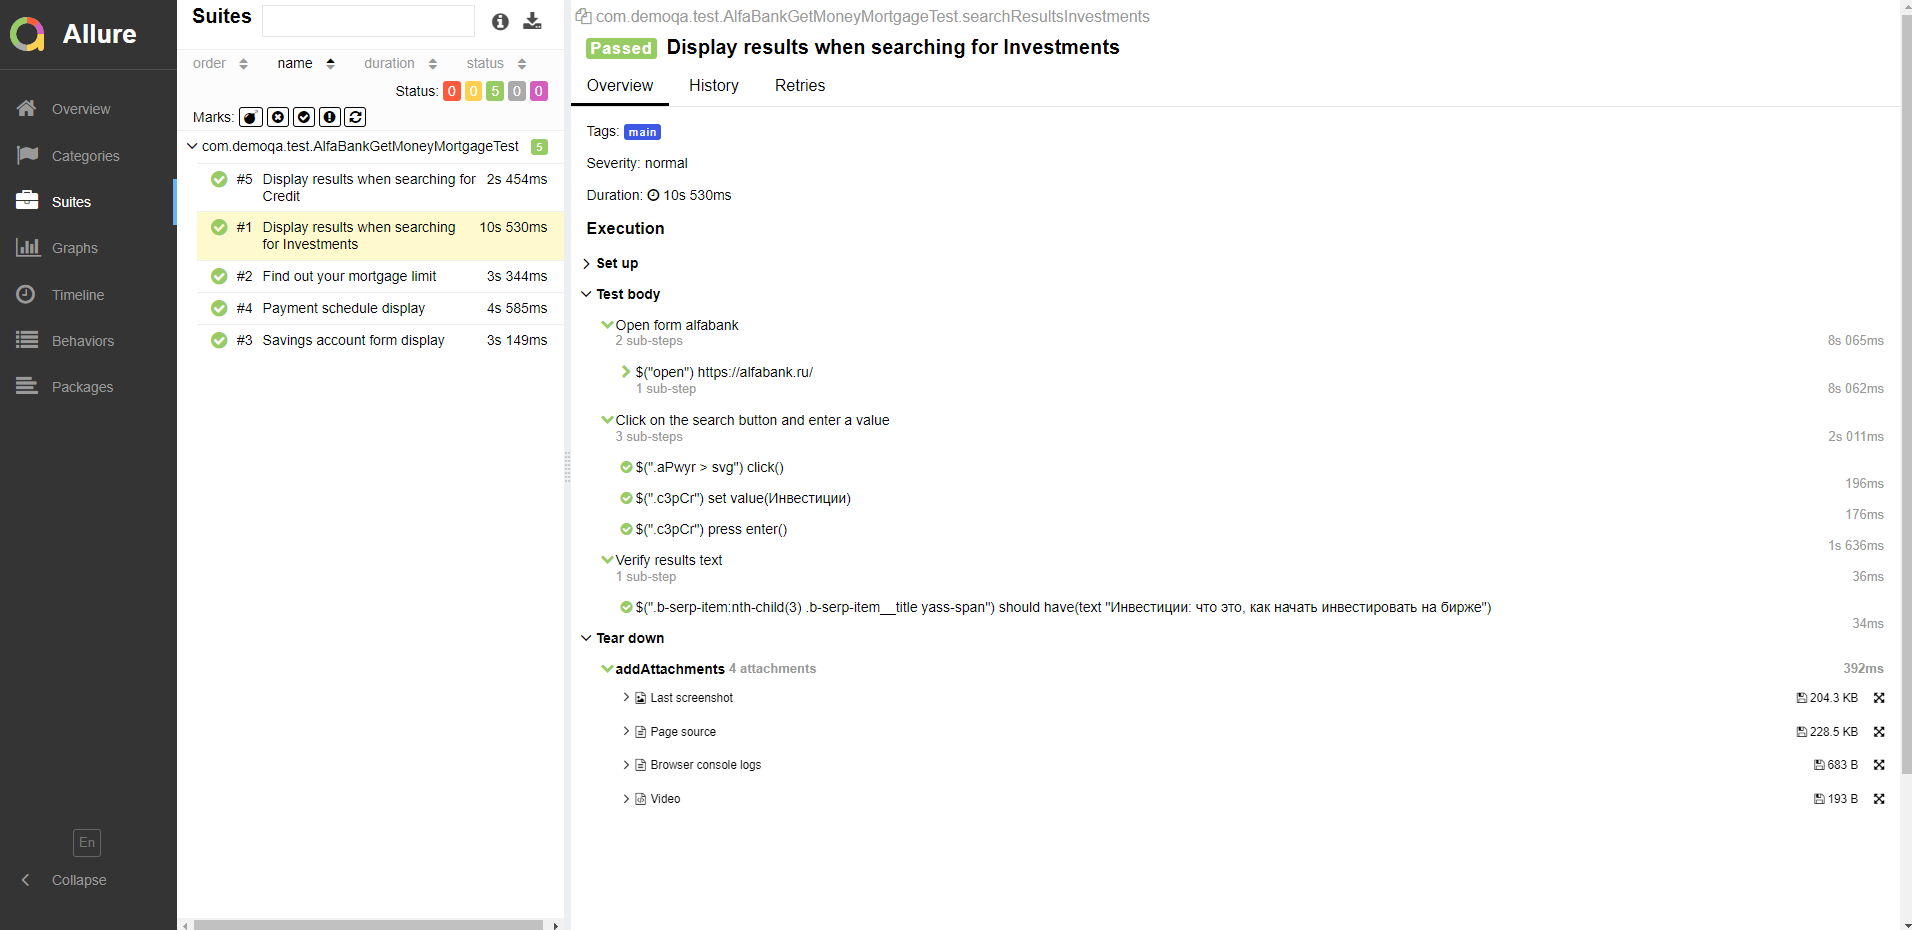 Allure
Overview
Categories
Suites
Graphs
Timeline
Behaviors
Packages
En
Collapse
Suites
order name duration status
Status: 0 0 5 0 0
Marks:
com.demoqa.test.AlfaBankGetMoneyMortgageTest 5
#5 Display results when searching for 2s 454ms
Credit
#1 Display results when searching 10s 530ms
for Investments
#2 Find out your mortgage limit 3s 344ms
#4 Payment schedule display 4s 585ms
#3 Savings account form display 3s 149ms
com.demoqa.test.AlfaBankGetMoneyMortgageTest.searchResultsInvestments
Passed Display results when searching for Investments
Overview History Retries
Tags: main
Severity: normal
Duration: 10s 530ms
Execution
Set up
Test body
Open form alfabank
2 sub-steps 8s 065ms
$("open") https://alfabank.ru/
1 sub-step 8s 062ms
Click on the search button and enter a value
3 sub-steps 2s 011ms
$(".aPwyr > svg") click()
196ms
$(".c3pCr") set value(Инвестиции)
176ms
$(".c3pCr") press enter()
1s 636ms
Verify results text
1 sub-step 36ms
$(".b-serp-item:nth-child(3) .b-serp-item__title yass-span") should have(text "Инвестиции: что это, как начать инвестировать на бирже")
34ms
Tear down
addAttachments 4 attachments 392ms
Last screenshot 204.3 KB
Page source 228.5 KB
Browser console logs 683 B
Video 193 B